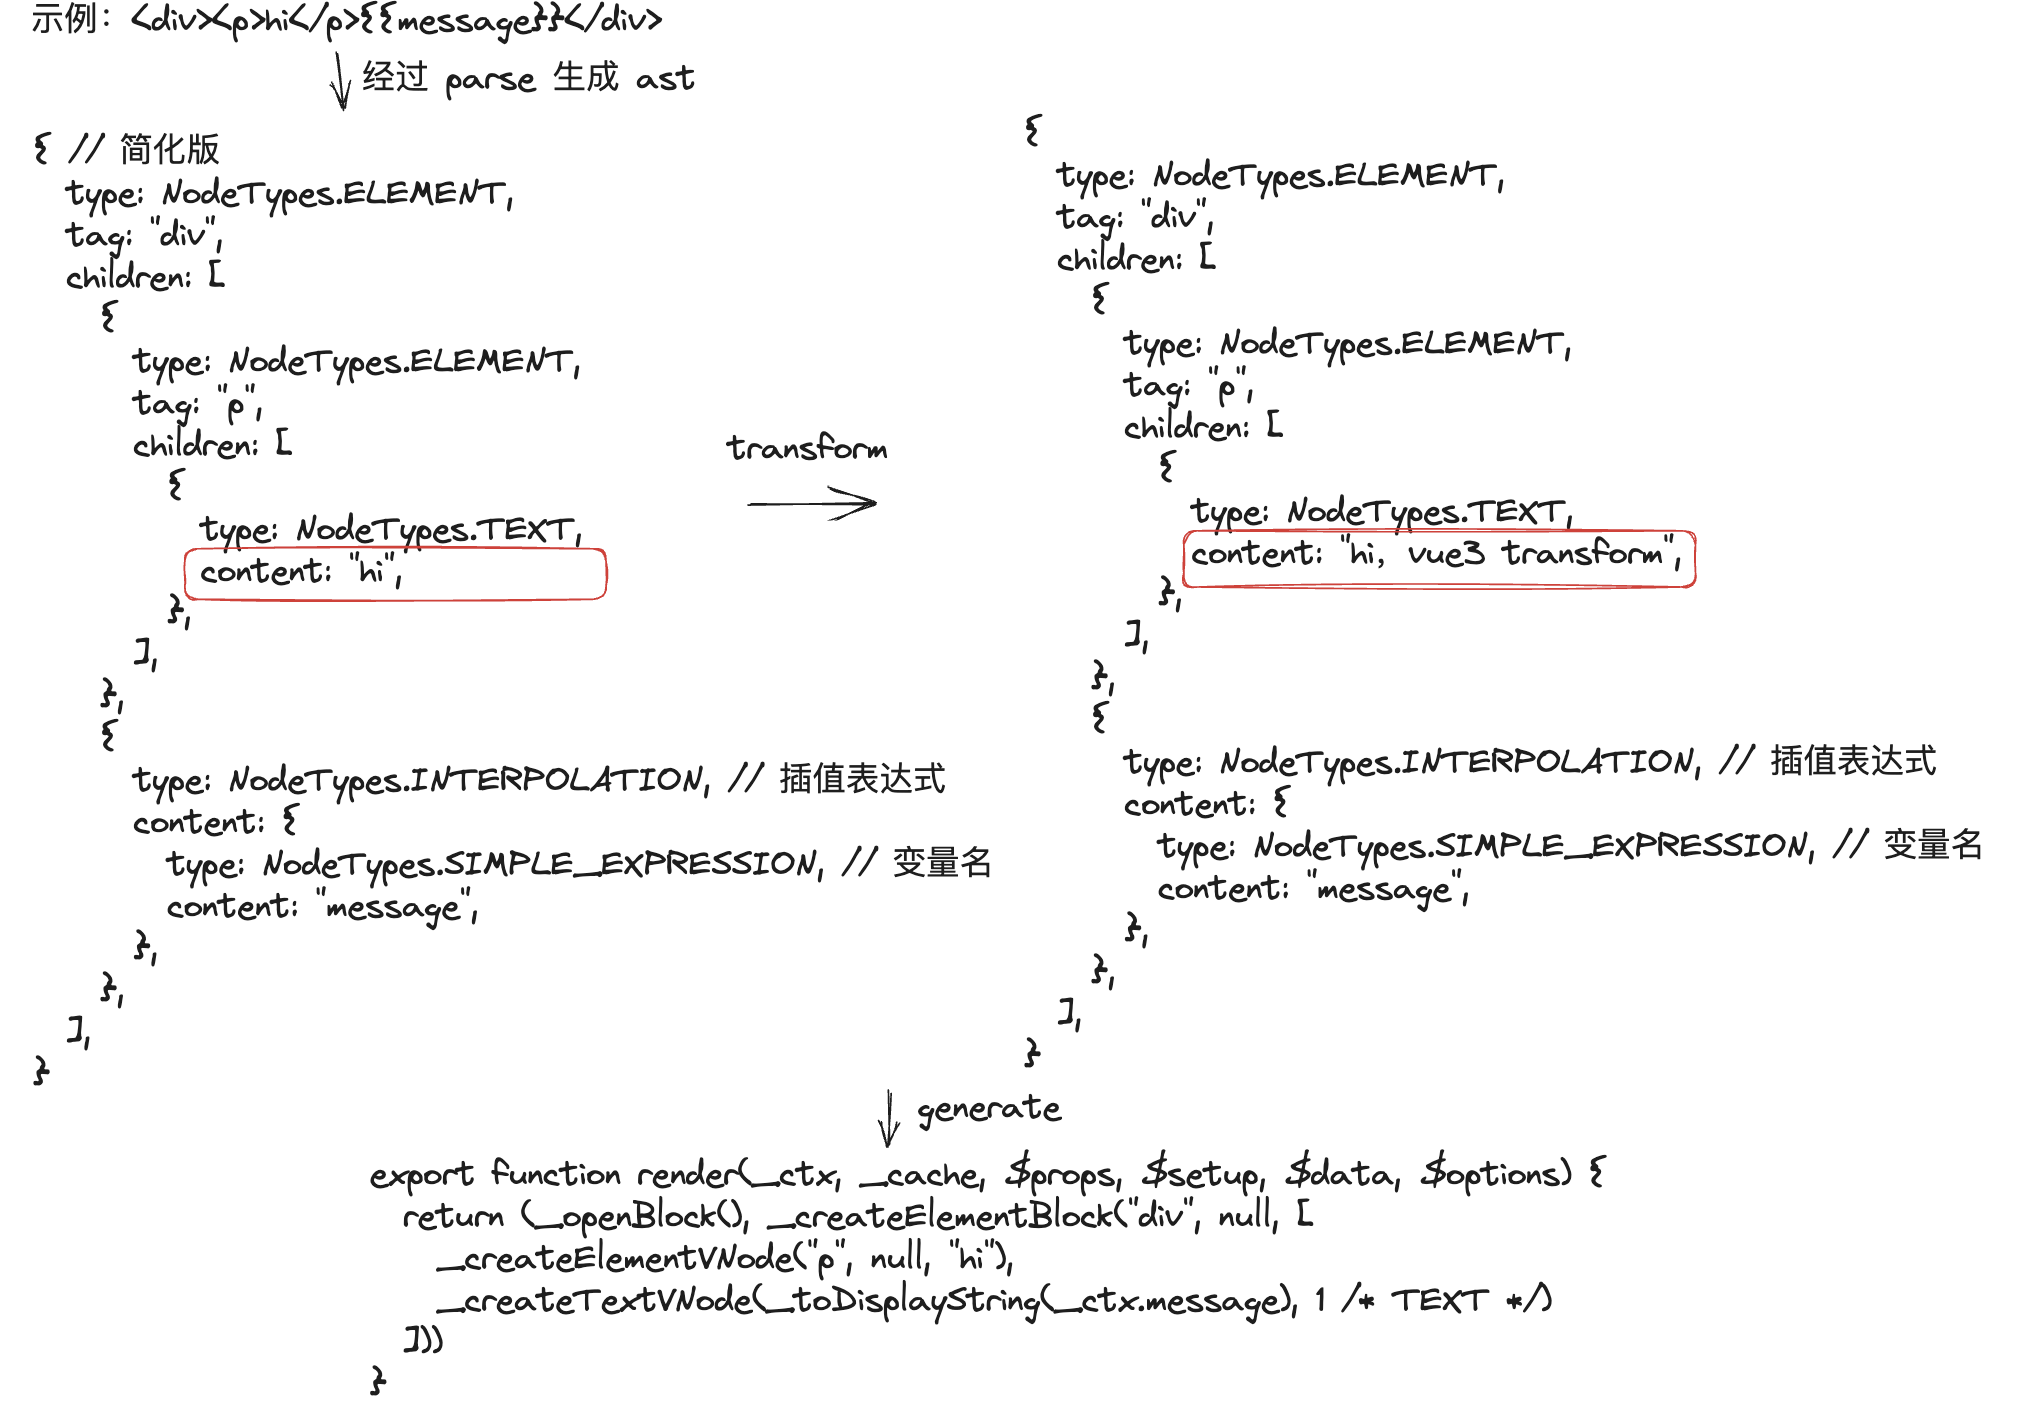 示例：<div><p>hi</p>{{message}}</div>
经过 parse 生成 ast
{ // 简化版
type: NodeTypes.ELEMENT,
tag: "div",
children: [
{
type: NodeTypes.ELEMENT,
tag: "p",
children: [
{
type: NodeTypes.TEXT,
content: "hi",
},
],
},
{
type: NodeTypes.INTERPOLATION, // 插值表达式
content: {
type: NodeTypes.SIMPLE_EXPRESSION, // 变量名
content: "message",
},
},
],
}
transform
{
type: NodeTypes.ELEMENT,
tag: "div",
children: [
{
type: NodeTypes.ELEMENT,
tag: "p",
children: [
{
type: NodeTypes.TEXT,
content: "hi, vue3 transform",
},
],
},
{
type: NodeTypes.INTERPOLATION, // 插值表达式
content: {
type: NodeTypes.SIMPLE_EXPRESSION, // 变量名
content: "message",
},
},
],
}
generate
export function render(_ctx, _cache, $props, $setup, $data, $options) {
return (_openBlock(), _createElementBlock("div", null, [
_createElementVNode("p", null, "hi"),
_createTextVNode(_toDisplayString(_ctx.message), 1 /* TEXT */)
]))
}